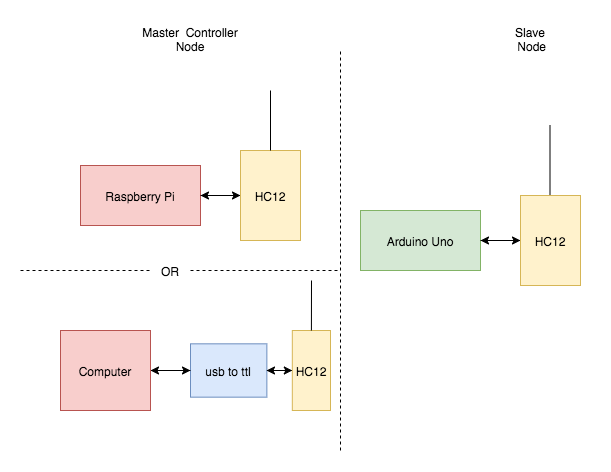 Master Controller
Node
Slave
Node
Raspberry Pi
HC12
Arduino Uno
HC12
OR
Computer
usb to ttl
HC12